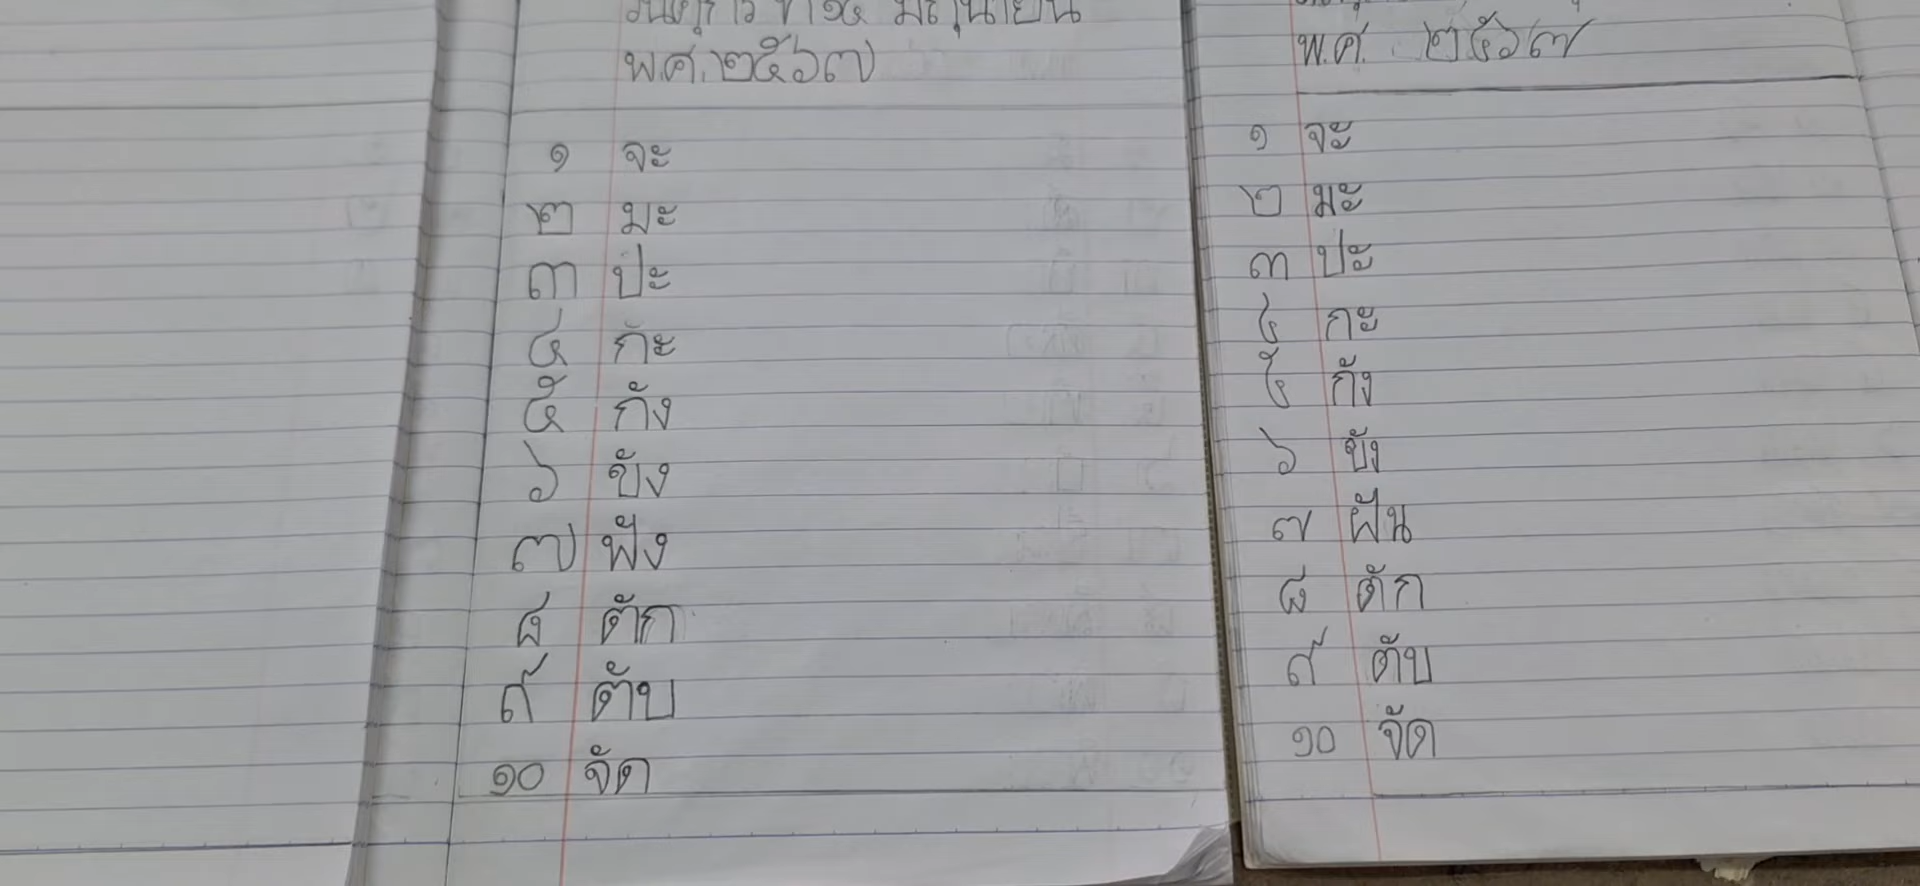 พ.ศ.๒๕๖๗
๑ จะ
๒ มะ
๓ ปะ
๔ กะ
๕ กัง
๖ ขัง
๗ ฟัง
๘ ตัก
๙ ตับ
๑๐ จัด
พ.ศ. ๒๕๖๗
๑ จะ
๒ มะ
๓ ปะ
๔ กะ
๕ กัง
๖ ขัง
๗ ฝัน
๘ ตัก
๙ ตับ
๑๐ จัด